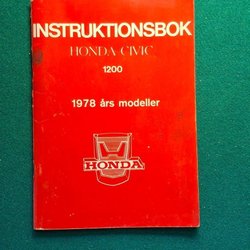 INSTRUKTIONSBOK
HONDA CIVIC
1200
1978 års modeller
HONDA